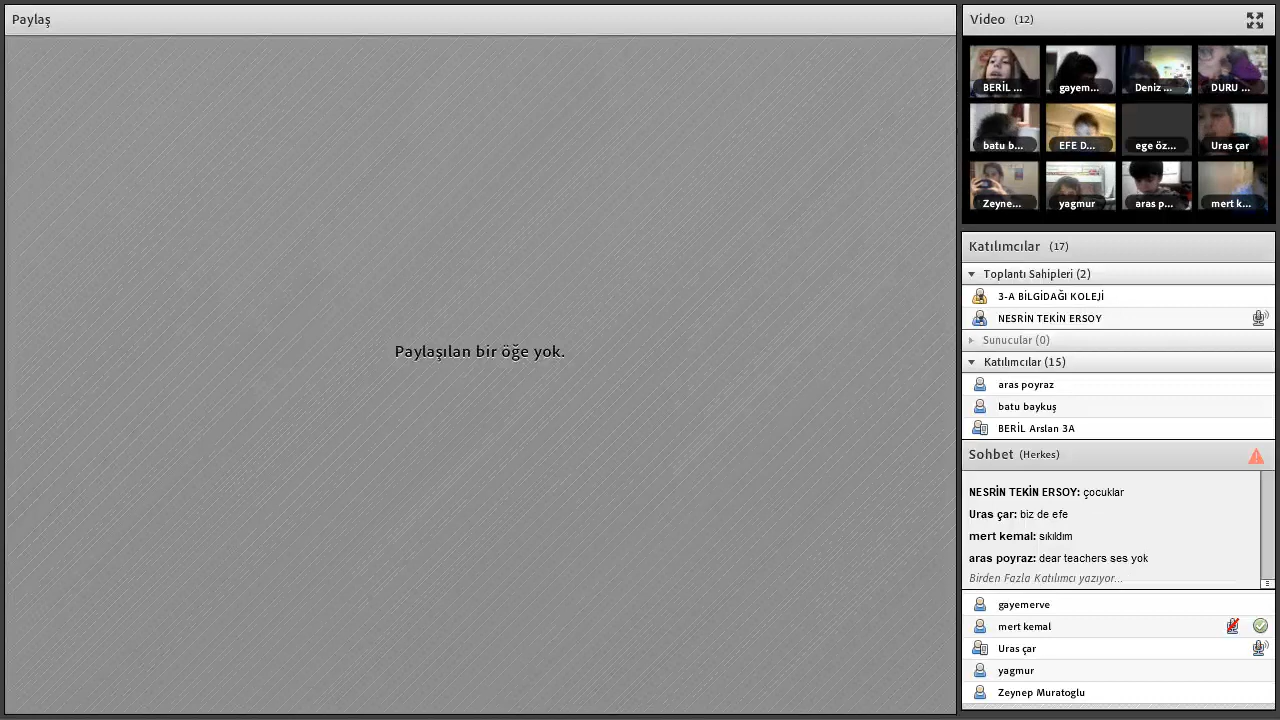 Paylaş
Paylaşılan bir öğe yok.
Video (12)
BERİL ...
gayem...
Deniz ...
DURU ...
batu b...
EFE D...
ege öz...
Uras çar
Zeyne...
yagmur
aras p...
mert k...
Katılımcılar (17)
Toplantı Sahipleri (2)
3-A BİLGİDAĞI KOLEJİ
NESRİN TEKİN ERSOY
Sunucular (0)
Katılımcılar (15)
aras poyraz
batu baykuş
BERİL Arslan 3A
Sohbet (Herkes)
NESRİN TEKİN ERSOY: çocuklar
Uras çar: biz de efe
mert kemal: sıkıldım
aras poyraz: dear teachers ses yok
Birden Fazla Katılımcı yazıyor...
gayemerve
mert kemal
Uras çar
yagmur
Zeynep Muratoglu